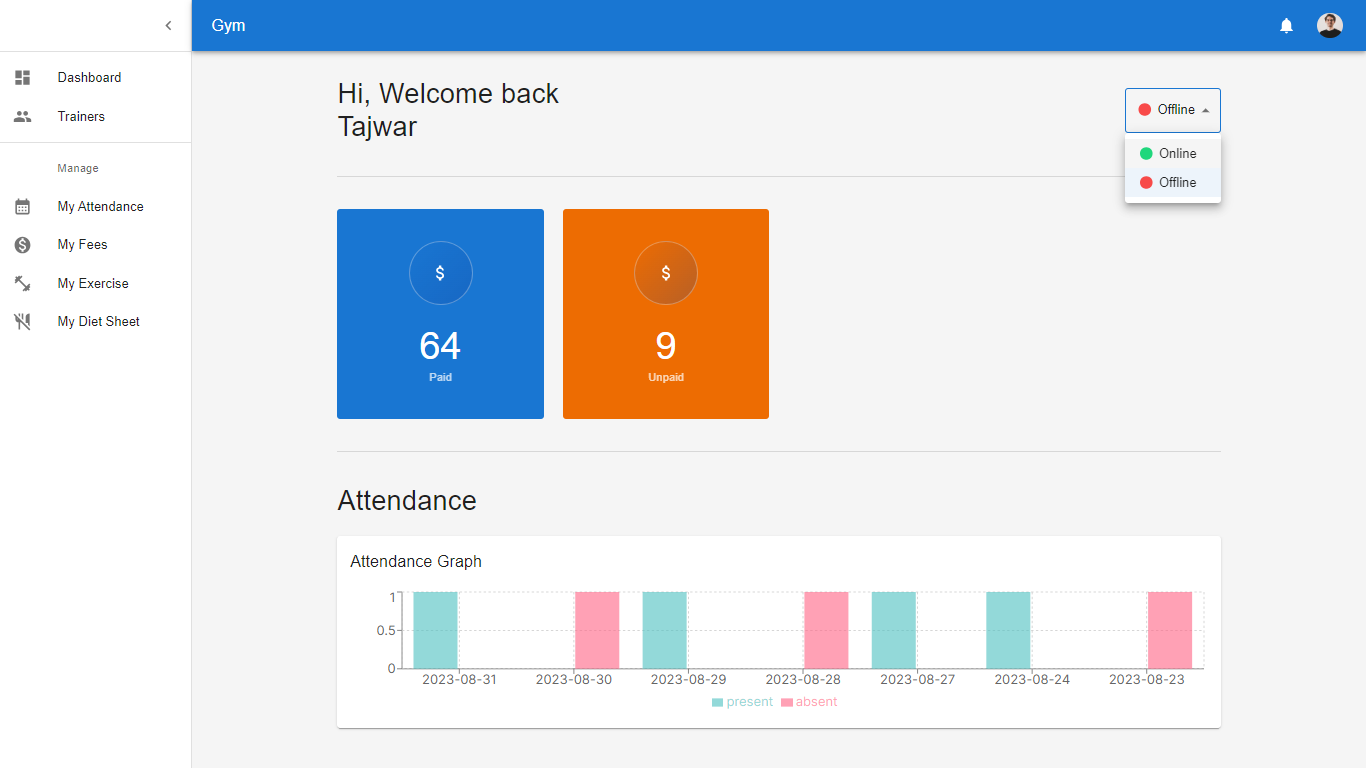 Gym
Dashboard
Trainers
Manage
My Attendance
My Fees
My Exercise
My Diet Sheet
Hi, Welcome back
Tajwar
Offline
Online
Offline
$
64
Paid
$
9
Unpaid
Attendance
Attendance Graph
1
0.5
0
2023-08-31 2023-08-30 2023-08-29 2023-08-28 2023-08-27 2023-08-24 2023-08-23
present absent